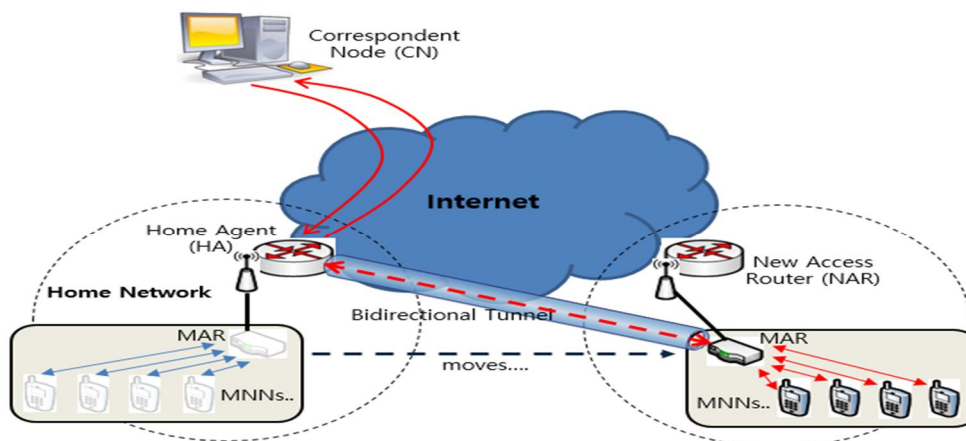 Correspondent
Node (CN)
Internet
Home Agent
(HA)
New Access
Router (NAR)
Home Network
Bidirectional Tunnel
MAR
MAR
moves....
MNNs..
MNNs..